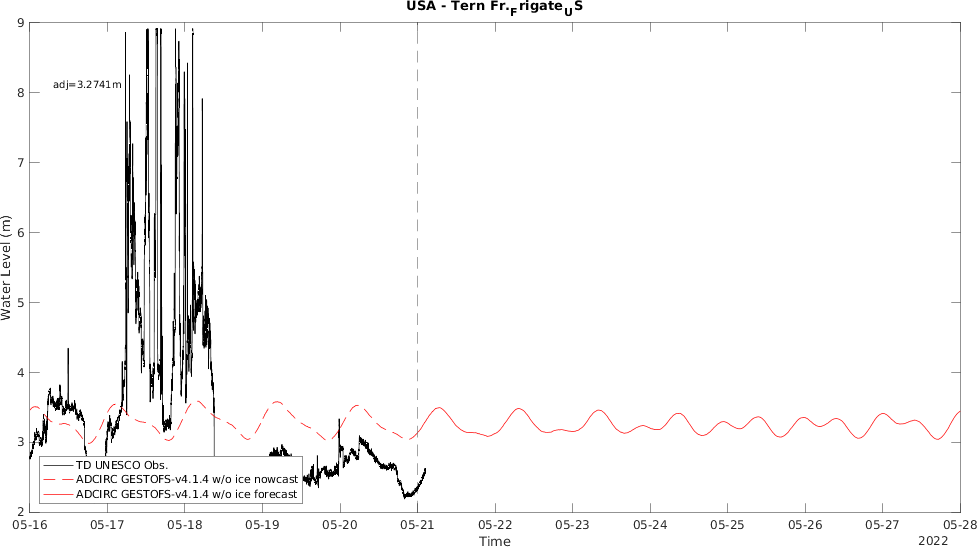 USA - Tern Fr.FrigateUS
adj=3.2741m
9
8
7
6
5
4
3
2
Water Level (m)
TD UNESCO Obs.
ADCIRC GESTOFS-v4.1.4 w/o ice nowcast
ADCIRC GESTOFS-v4.1.4 w/o ice forecast
05-16 05-17 05-18 05-19 05-20 05-21 05-22 05-23 05-24 05-25 05-26 05-27 05-28
Time
2022